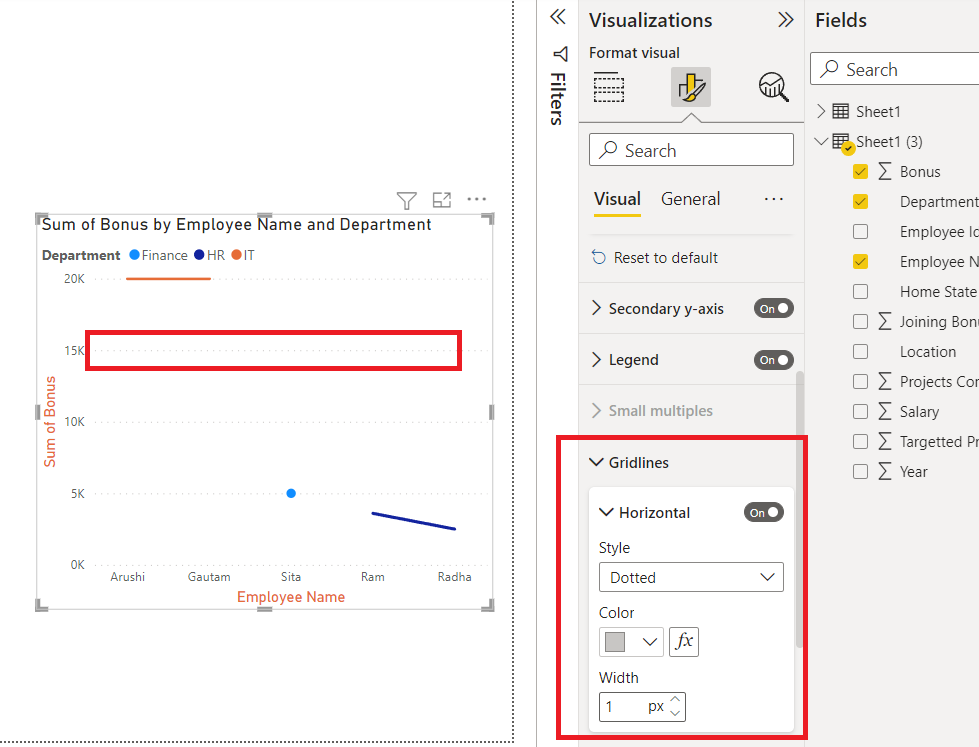 Sum of Bonus by Employee Name and Department
Department Finance HR IT
20K
15K
10K
5K
0K
Sum of Bonus
Arushi Gautam Sita Ram Radha
Employee Name
Filters
Visualizations
Format visual
Search
Visual General
Reset to default
Secondary y-axis On
Legend On
Small multiples
Gridlines
Horizontal On
Style
Dotted
Color
fx
Width
1 px
Fields
Search
Sheet1
Sheet1 (3)
Bonus
Department
Employee Id
Employee N
Home State
Joining Bon
Location
Projects Con
Salary
Targetted Pr
Year